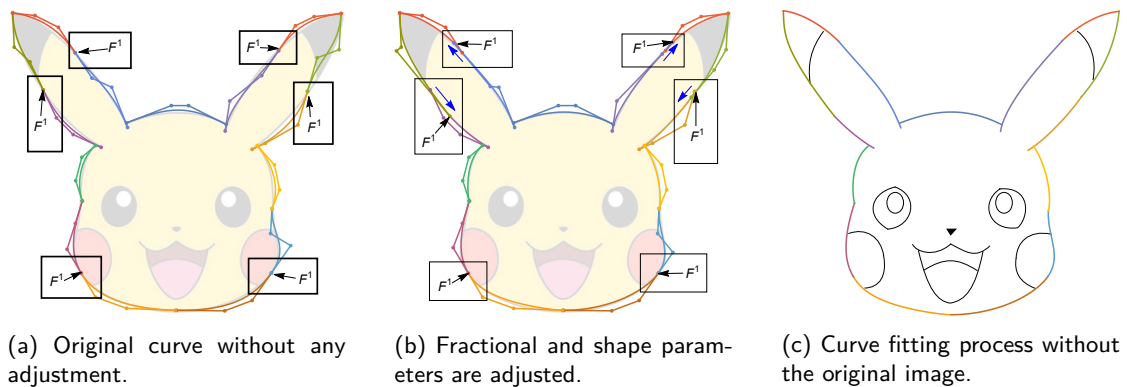 F¹
F¹
F¹
F¹
F¹
F¹
F¹
F¹
F¹
F¹
F¹
F¹
(a) Original curve without any
adjustment.
(b) Fractional and shape param-
eters are adjusted.
(c) Curve fitting process without
the original image.